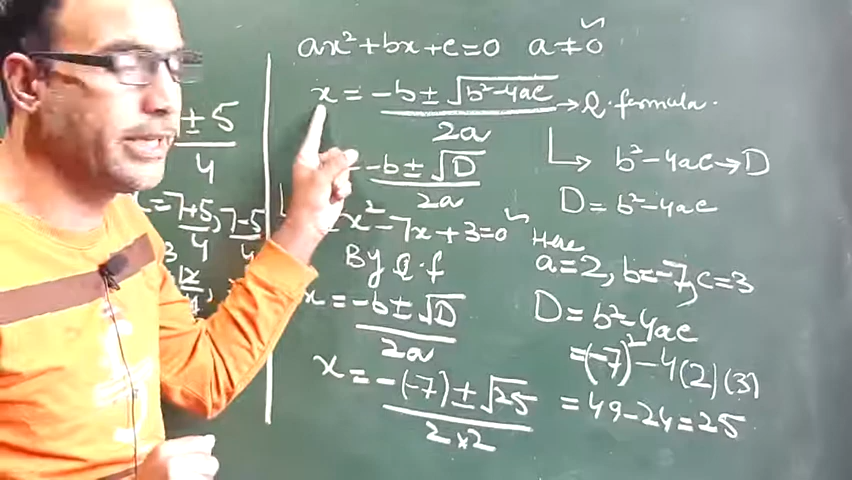 ax²+bx+c=0 a≠0
x = -b±√b²-4ac / 2a → Q. formula.
↳ b²-4ac → D
= -b±√D / 2a
D = b²-4ac
x²-7x+3=0
Here
By Q.f
a=2, b=-7, c=3
x = -b±√D / 2a
D = b²-4ac
= (-7)²-4(2)(3)
= 49-24=25
x = -(-7)±√25 / 2×2
± 5 / 4
x = 7+5 / 4, 7-5 / 4